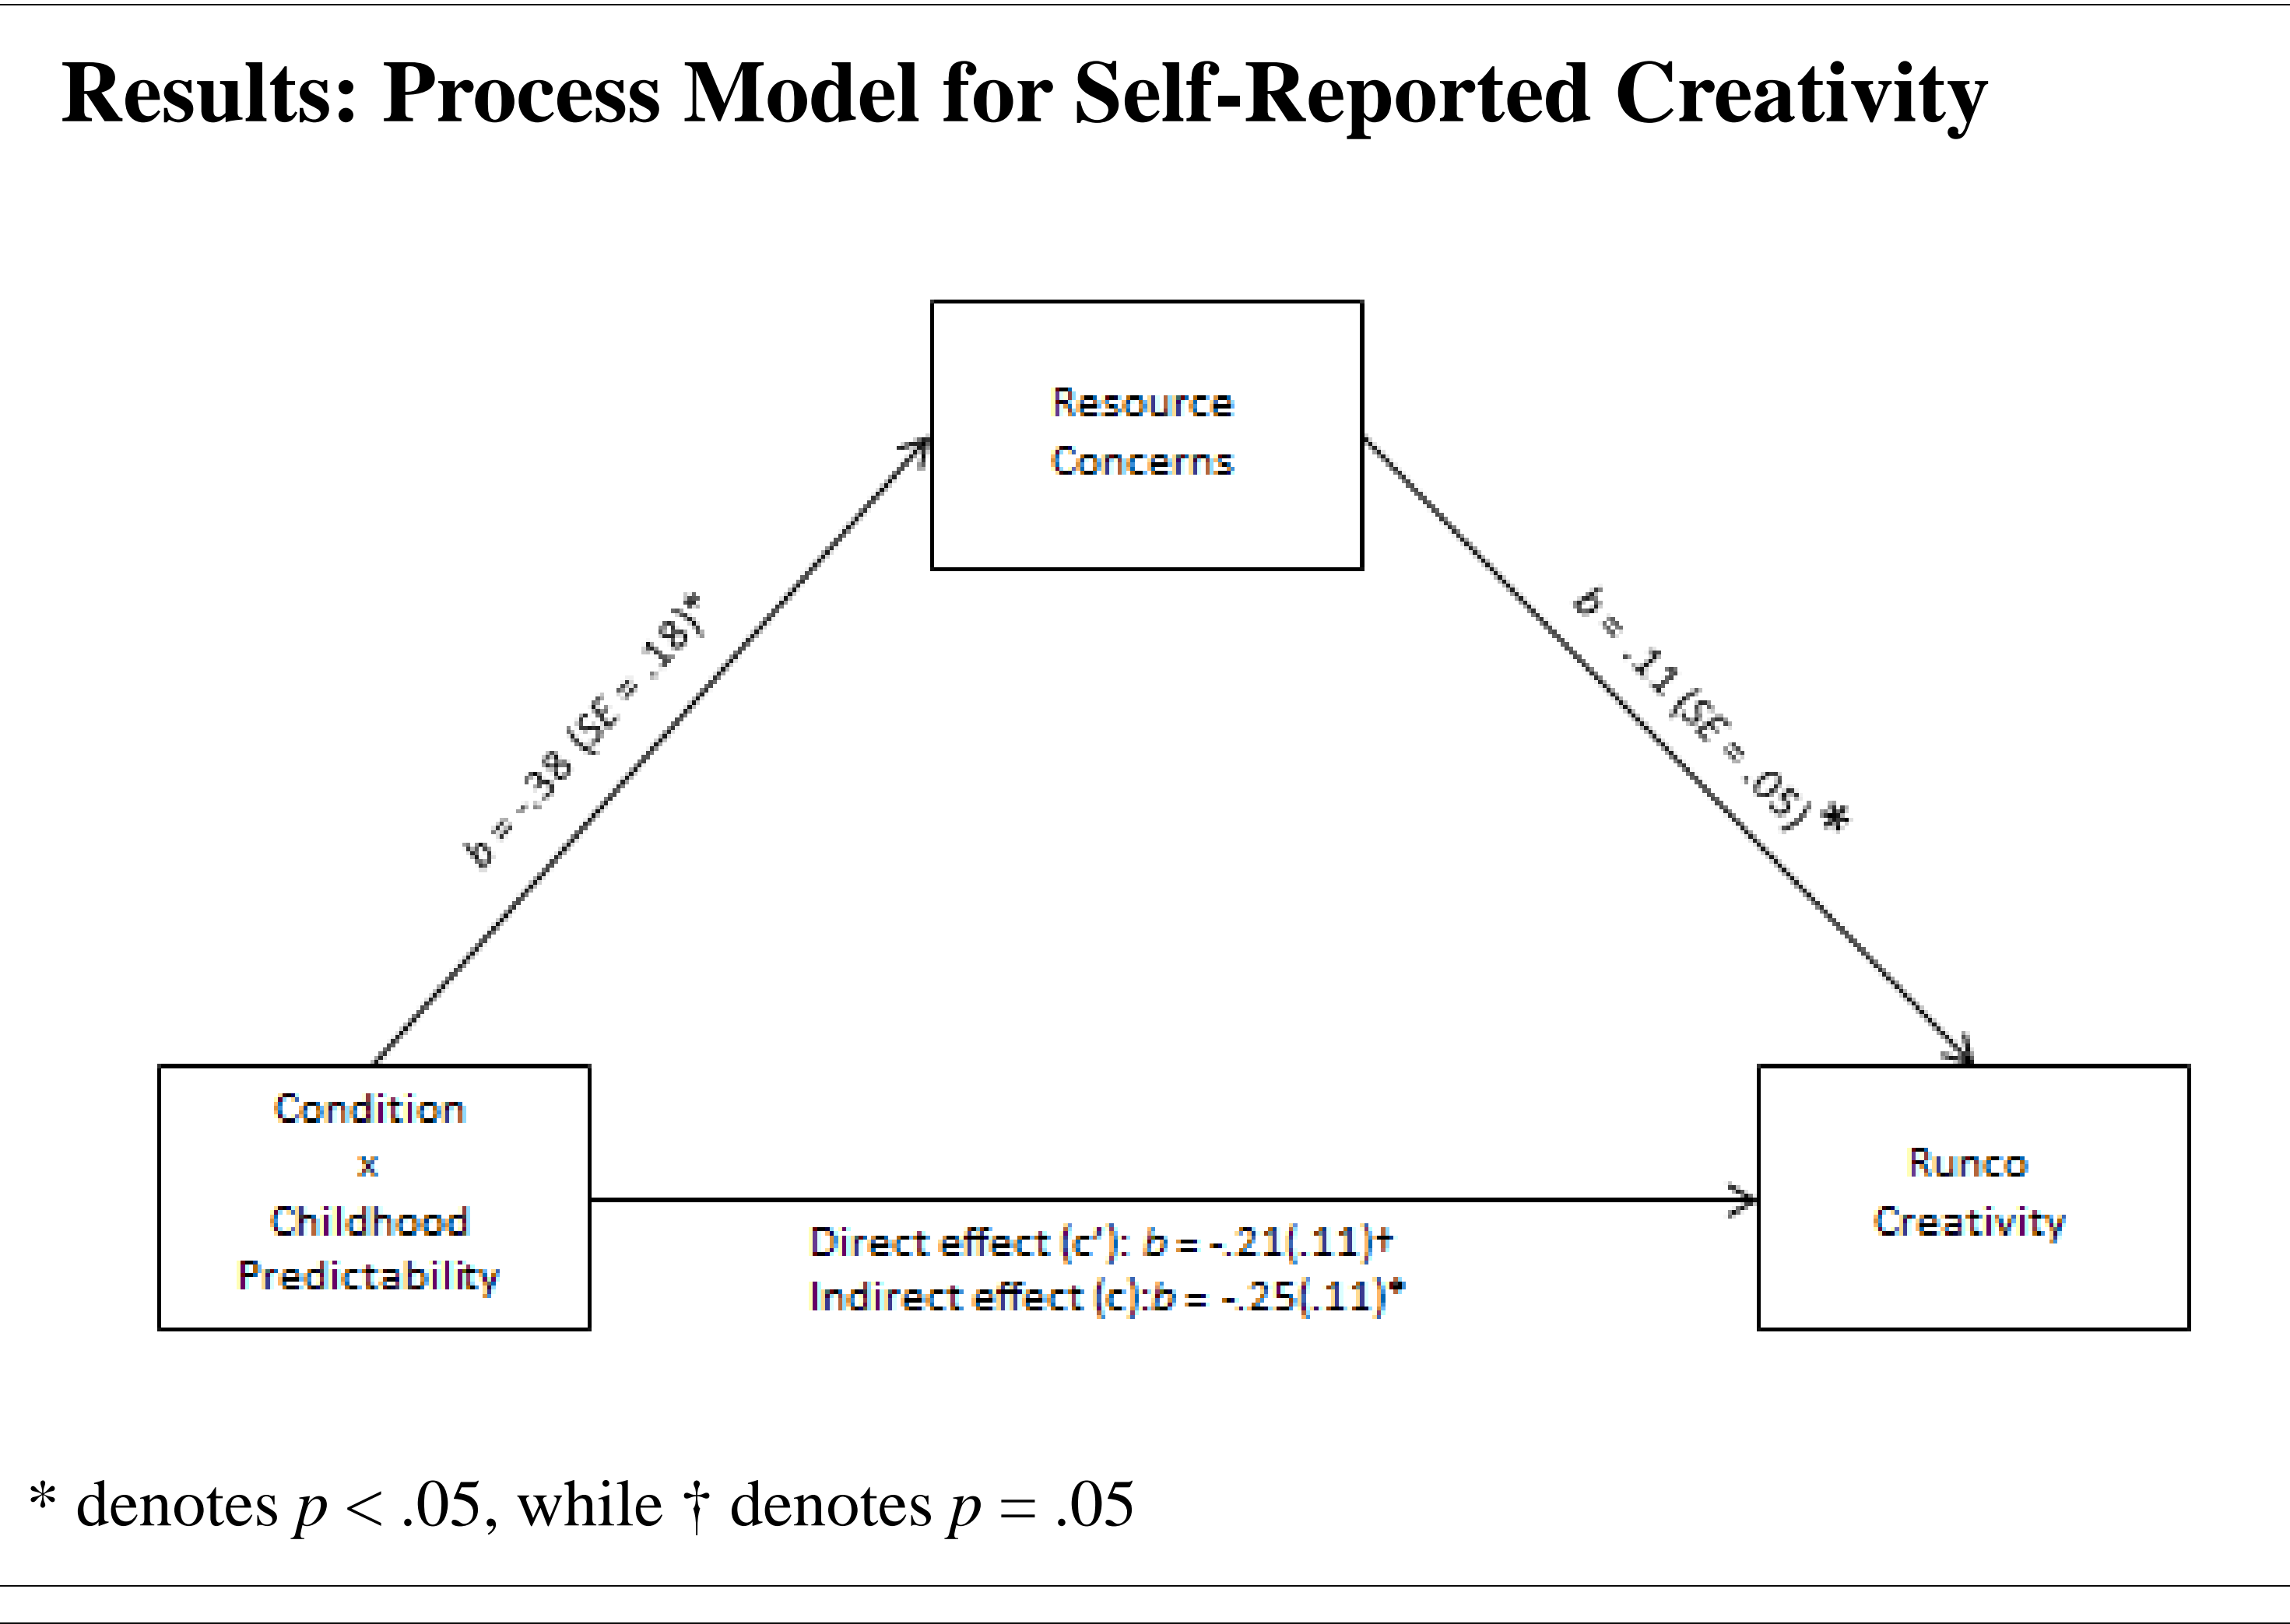 Results: Process Model for Self-Reported Creativity
Resource
Concerns
b = -.38 (SE = .18)*
b = .11 (SE = .05)*
Condition
x
Childhood
Predictability
Runco
Creativity
Direct effect (c'): b = -.21(.11)†
Indirect effect (c):b = -.25(.11)*
* denotes p < .05, while † denotes p = .05